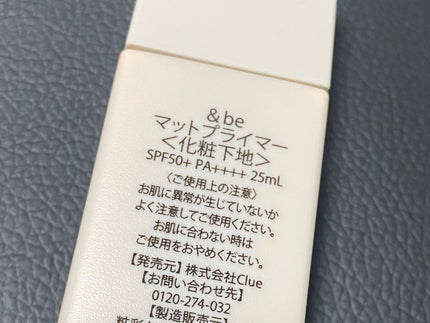 &be
マットプライマー
＜化粧下地＞
SPF50+ PA++++ 25mL
〈ご使用上の注意〉
お肌に異常が生じていないか
よく注意してご使用ください。
お肌に合わない時は
ご使用をおやめください。
【発売元】株式会社Clue
【お問い合わせ先】
0120-274-032
【製造販売元】
粧彩